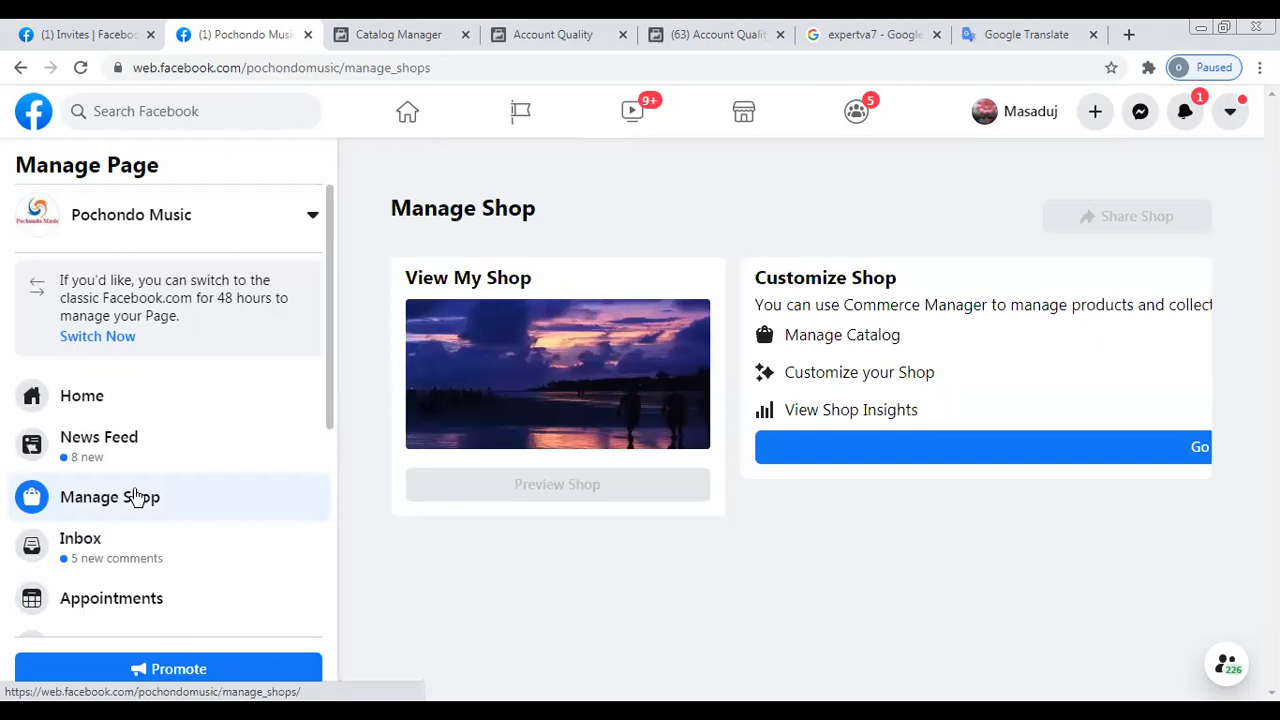 (1) Invites | Faceboo
(1) Pochondo Musi
Catalog Manager
Account Quality
(63) Account Qualit
expertva7 - Google
Google Translate
web.facebook.com/pochondomusic/manage_shops
o
Paused
Search Facebook
9+
5
Masaduj
1
Manage Page
Pochondo Music
If you'd like, you can switch to the
classic Facebook.com for 48 hours to
manage your Page.
Switch Now
Home
News Feed
8 new
Manage Shop
Inbox
5 new comments
Appointments
Promote
https://web.facebook.com/pochondomusic/manage_shops/
Manage Shop
Share Shop
View My Shop
Preview Shop
Customize Shop
You can use Commerce Manager to manage products and collect
Manage Catalog
Customize your Shop
View Shop Insights
Go
226